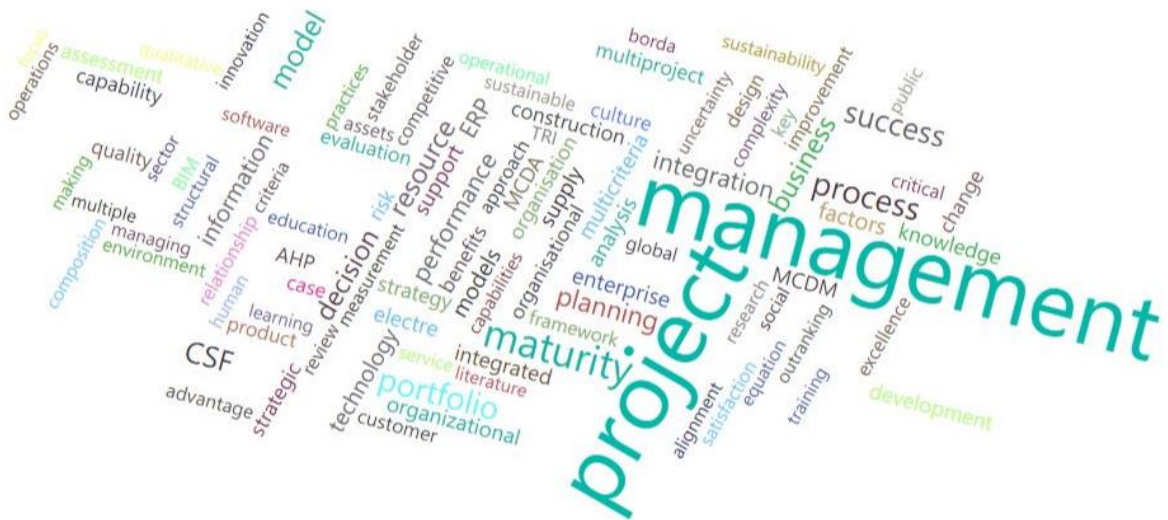 focus
operations
assessment
capability
qualitative
innovation
model
software
practices
stakeholder
assets
competitive
evaluation
operational
sustainable
ERP
construction
culture
borda
multiproject
sustainability
uncertainty
design
complexity
key
improvement
public
success
business
making
quality
sector
BIM
structural
information
criteria
multiple
managing
environment
composition
relationship
education
risk
resource
support
TRI
approach
MCDA
organisation
supply
multicriteria
analysis
integration
process
critical
change
factors
knowledge
management
project
performance
AHP
case
decision
measurement
human
learning
product
review
strategy
benefits
models
capabilities
organisational
global
enterprise
planning
framework
MCDM
research
social
outranking
excellence
CSF
advantage
strategic
technology
electre
service
integrated
literature
maturity
portfolio
organizational
customer
alignment
satisfaction
equation
training
development